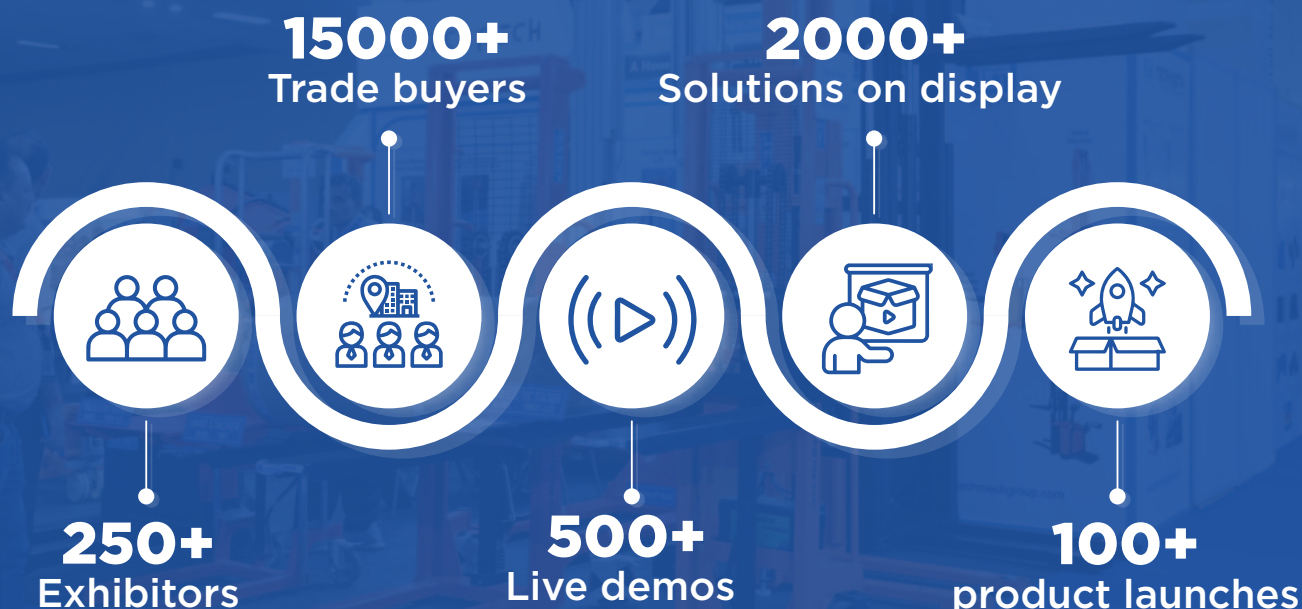 15000+
Trade buyers
2000+
Solutions on display
250+
Exhibitors
500+
Live demos
100+
product launches